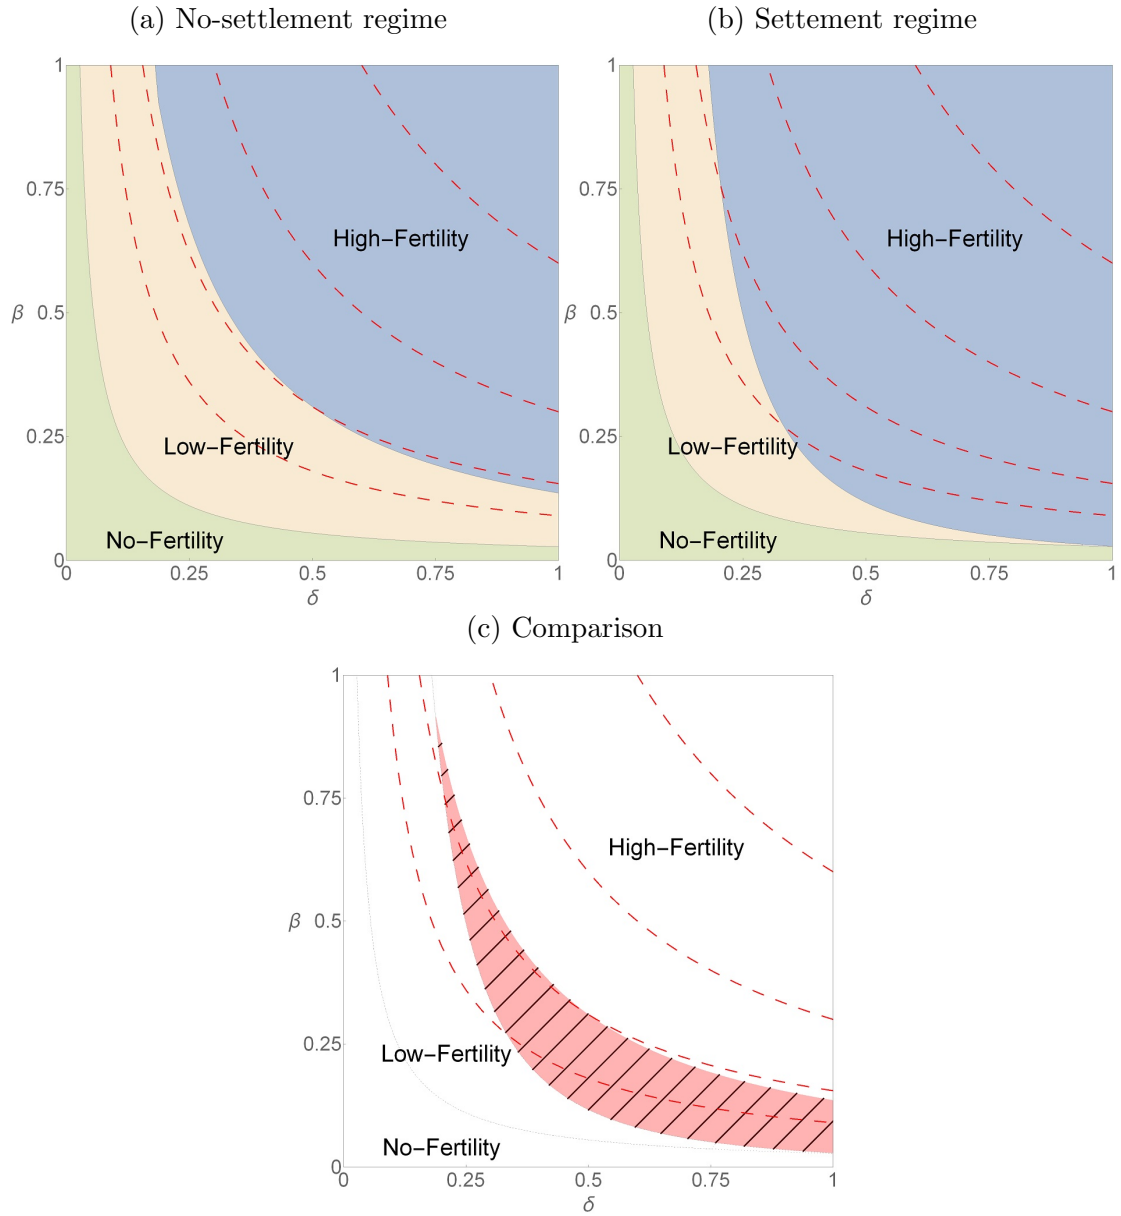 (a) No-settlement regime
1
0.75
β 0.5
0.25
0
High-Fertility
Low-Fertility
No-Fertility
0 0.25 0.5 0.75 1
δ
(b) Settement regime
1
0.75
β 0.5
0.25
0
High-Fertility
Low-Fertility
No-Fertility
0 0.25 0.5 0.75 1
δ
(c) Comparison
1
0.75
β 0.5
0.25
0
High-Fertility
Low-Fertility
No-Fertility
0 0.25 0.5 0.75 1
δ